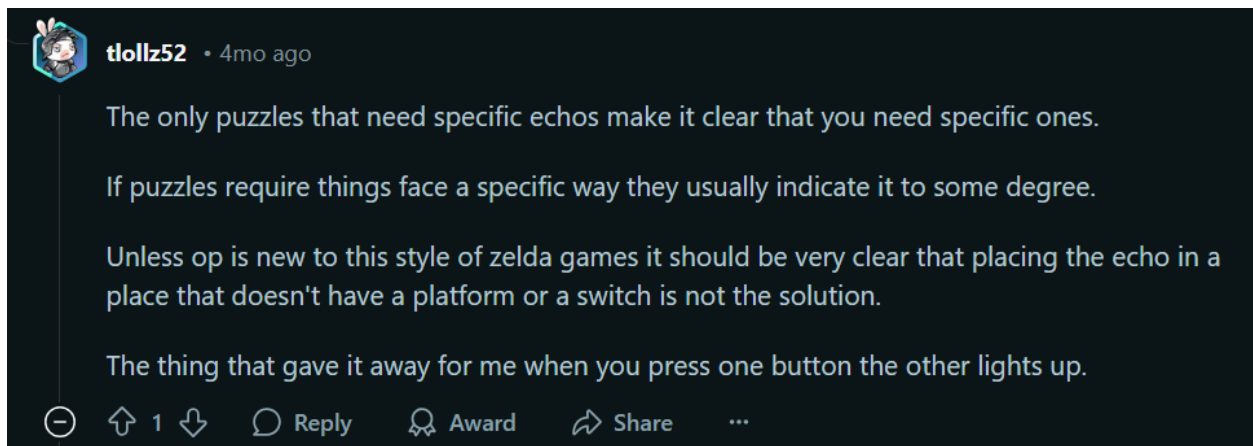 tlollz52 • 4mo ago
The only puzzles that need specific echos make it clear that you need specific ones.
If puzzles require things face a specific way they usually indicate it to some degree.
Unless op is new to this style of zelda games it should be very clear that placing the echo in a
place that doesn't have a platform or a switch is not the solution.
The thing that gave it away for me when you press one button the other lights up.
1 Reply Award Share ...